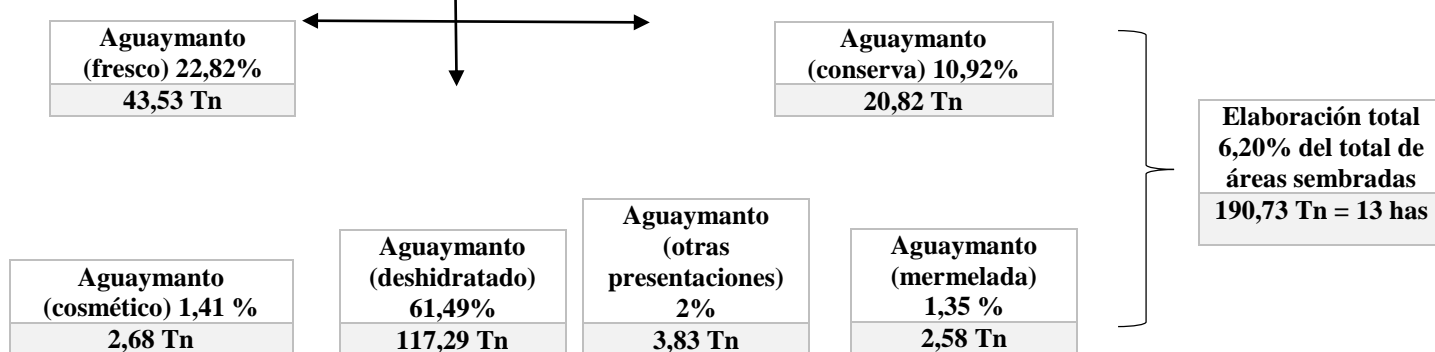 Aguaymanto
(fresco) 22,82%
43,53 Tn
Aguaymanto
(conserva) 10,92%
20,82 Tn
Elaboración total
6,20% del total de
áreas sembradas
190,73 Tn = 13 has
Aguaymanto
(cosmético) 1,41 %
2,68 Tn
Aguaymanto
(deshidratado)
61,49%
117,29 Tn
Aguaymanto
(otras
presentaciones)
2%
3,83 Tn
Aguaymanto
(mermelada)
1,35 %
2,58 Tn